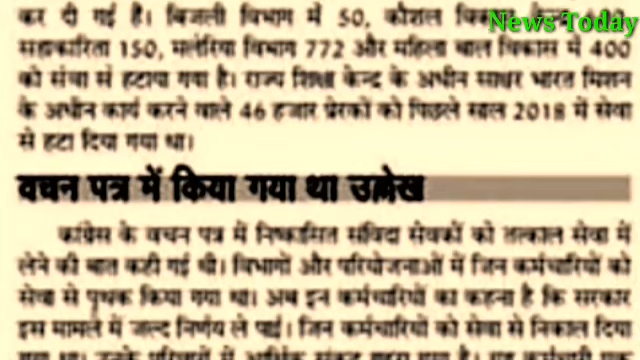 कर दी गई है। बिजली विभाग में 50, कौशल
News Today
सहाकारिता 150, मलेरिया विभाग 772 और महिला बाल विकास में 400
को सेवा से हटाया गया है। राज्य शिक्षा केन्द्र के अधीन साक्षर भारत मिशन
के अधीन कार्य करने वाले 46 हजार प्रेरकों को पिछले साल 2018 में सेवा
से हटा दिया गया था।
वचन पत्र में किया गया था उल्लेख
कांग्रेस के वचन पत्र में निष्कासित संविदा सेवकों को तत्काल सेवा में
लेने की बात कही गई थी। विभागों और परियोजनाओं में जिन कर्मचारियों को
सेवा से पृथक किया गया था। अब इन कर्मचारियों का कहना है कि सरकार
इस मामले में जल्द निर्णय ले पाई। जिन कर्मचारियों को सेवा से निकाल दिया